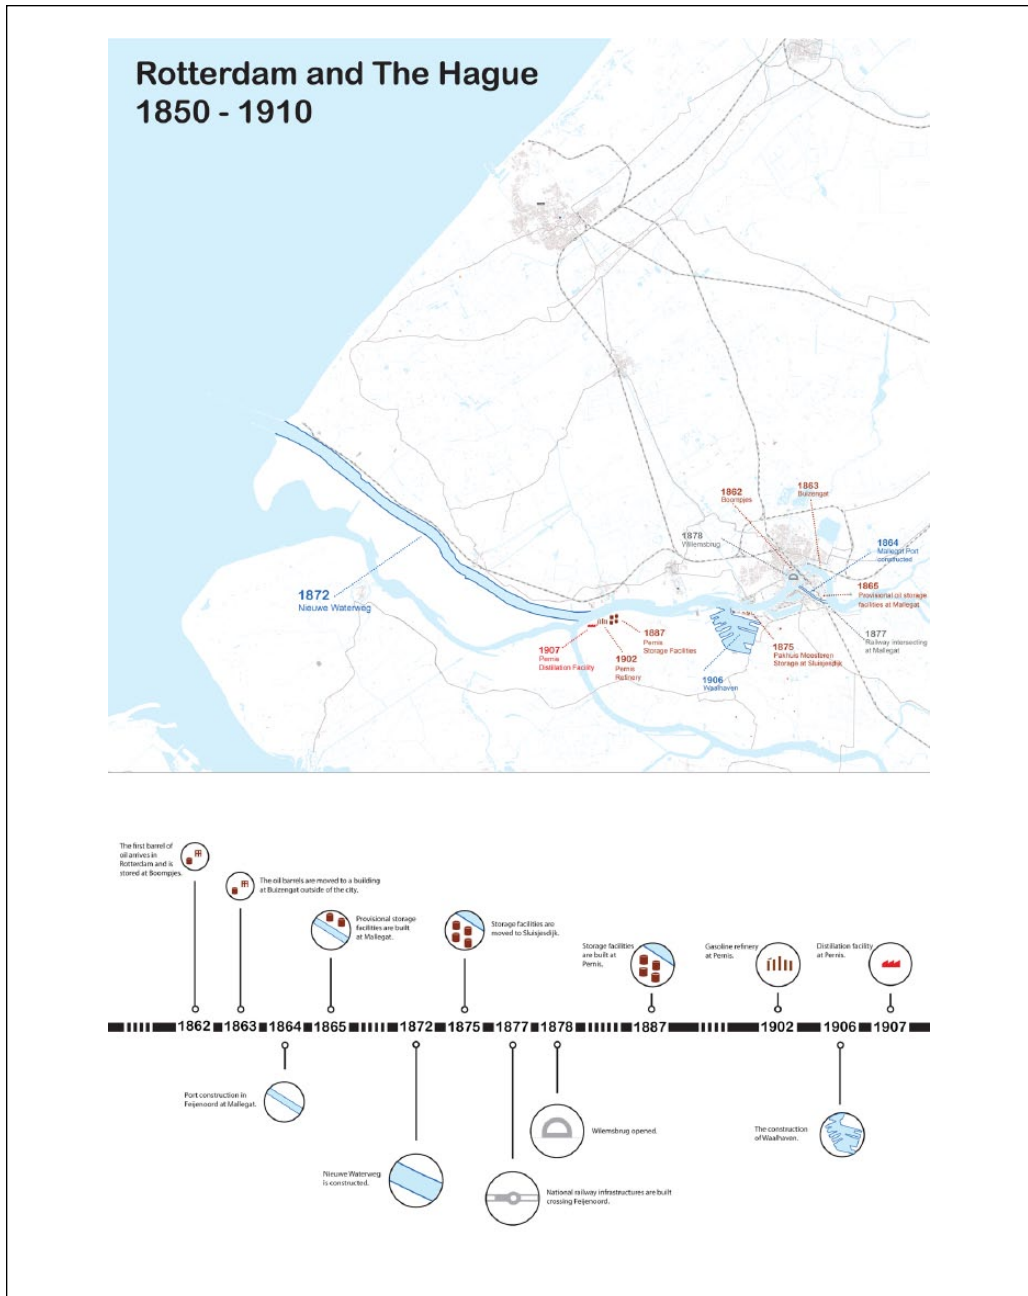 Rotterdam and The Hague
1850 - 1910
1862
Boompjes
1863
Buizengat
1878
Willemsbrug
1864
Mallegat Port
constructed
1865
Provisional oil storage
facilities at Mallegat
1872
Nieuwe Waterweg
1877
Railway intersecting
at Mallegat
1887
Pernis
Storage Facilities
1875
Pakhuis Meesteren
Storage at Sluisjesdijk
1907
Pernis
Distillation Facility
1902
Pernis
Refinery
1906
Waalhaven
The first barrel of
oil arrives in
Rotterdam and is
stored at Boompjes.
The oil barrels are moved to a building
at Buizengat outside of the city.
Provisional storage
facilities are built
at Mallegat.
Storage facilities are
moved to Sluisjesdijk.
Storage facilities
are built at
Pernis.
Gasoline refinery
at Pernis.
Distillation facility
at Pernis.
1862 1863 1864 1865 1872 1875 1877 1878 1887 1902 1906 1907
Port construction in
Feijenoord at Mallegat.
Wilemsbrug opened.
The construction
of Waalhaven.
Nieuwe Waterweg
is constructed.
National railway infrastructures are built
crossing Feijenoord.